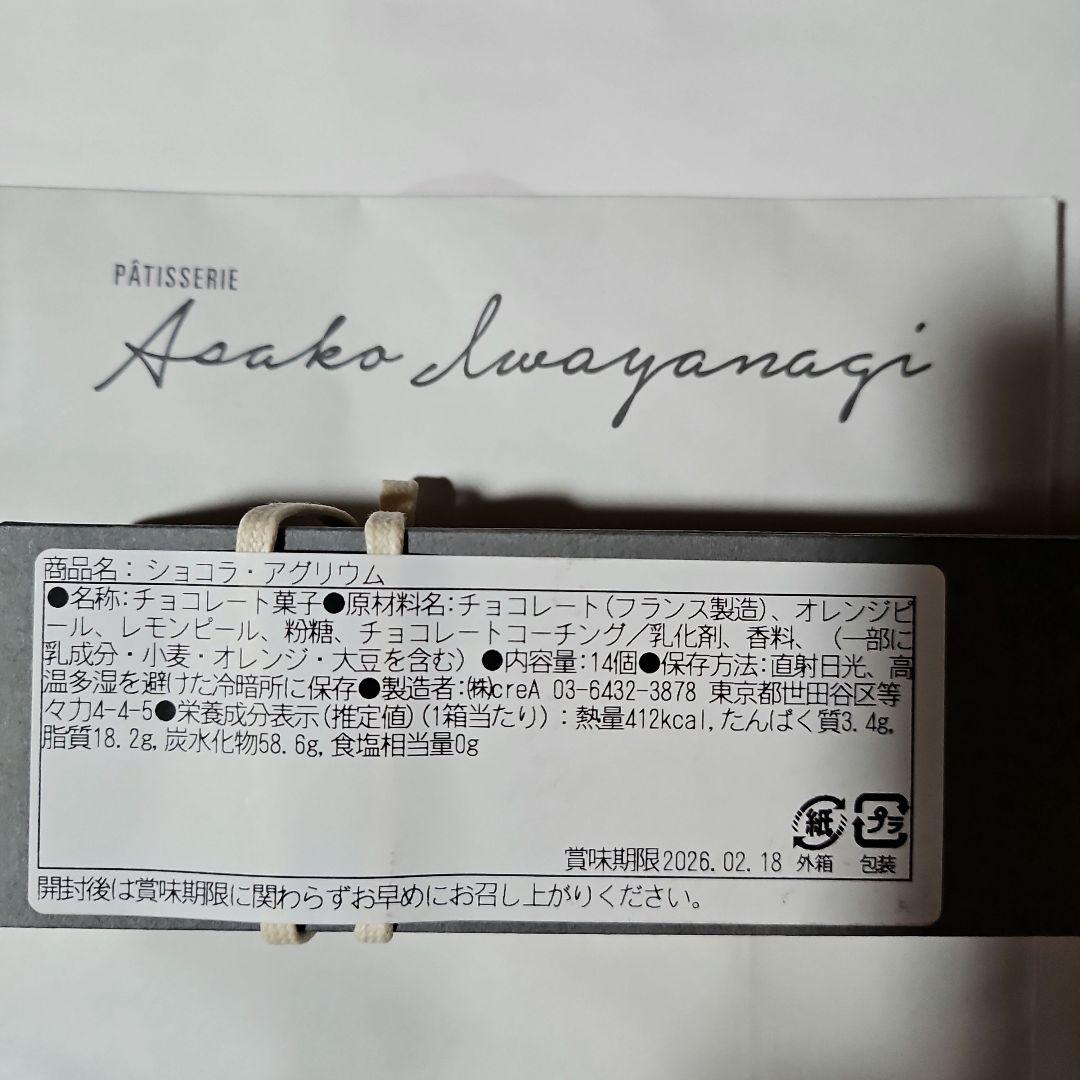 PÂTISSERIE
Asako Iwayanagi
商品名：ショコラ・アグリウム
●名称:チョコレート菓子●原材料名:チョコレート(フランス製造)、オレンジピ
ール、レモンピール、粉糖、チョコレートコーチング/乳化剤、香料、(一部に
乳成分・小麦・オレンジ・大豆を含む) ●内容量:14個●保存方法:直射日光、高
温多湿を避けた冷暗所に保存●製造者:㈱creA 03-6432-3878 東京都世田谷区等
々力4-4-5●栄養成分表示(推定値)(1箱当たり)：熱量412kcal,たんぱく質3.4g,
脂質18.2g,炭水化物58.6g,食塩相当量0g
紙 プラ
賞味期限2026.02.18 外箱 包装
開封後は賞味期限に関わらずお早めにお召し上がりください。